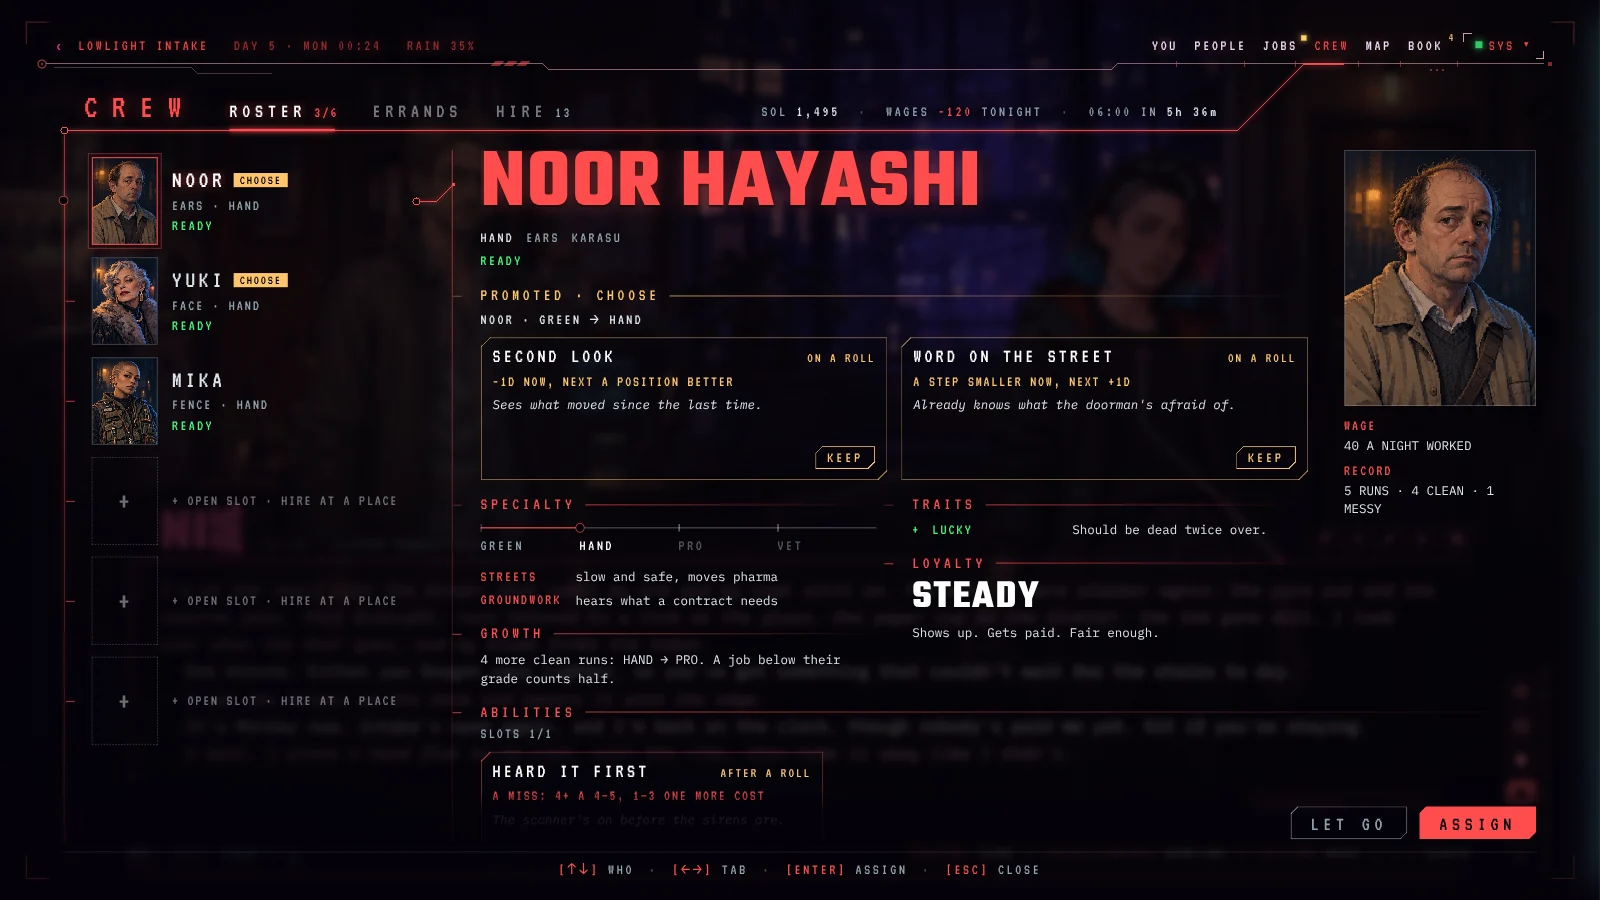 ‹ LOWLIGHT INTAKE DAY 5 · MON 00:24 RAIN 35%
YOU PEOPLE JOBS CREW MAP BOOK 4 SYS ▾
CREW ROSTER 3/6 ERRANDS HIRE 13
SOL 1,495 · WAGES -120 TONIGHT · 06:00 IN 5h 36m
NOOR CHOOSE
EARS · HAND
READY
YUKI CHOOSE
FACE · HAND
READY
MIKA
FENCE · HAND
READY
+ + OPEN SLOT · HIRE AT A PLACE
+ + OPEN SLOT · HIRE AT A PLACE
+ + OPEN SLOT · HIRE AT A PLACE
NOOR HAYASHI
HAND EARS KARASU
READY
PROMOTED · CHOOSE
NOOR · GREEN → HAND
SECOND LOOK ON A ROLL
-1D NOW, NEXT A POSITION BETTER
Sees what moved since the last time.
KEEP
WORD ON THE STREET ON A ROLL
A STEP SMALLER NOW, NEXT +1D
Already knows what the doorman's afraid of.
KEEP
SPECIALTY
GREEN HAND PRO VET
STREETS slow and safe, moves pharma
GROUNDWORK hears what a contract needs
GROWTH
4 more clean runs: HAND → PRO. A job below their
grade counts half.
TRAITS
+ LUCKY Should be dead twice over.
LOYALTY
STEADY
Shows up. Gets paid. Fair enough.
ABILITIES
SLOTS 1/1
HEARD IT FIRST AFTER A ROLL
A MISS: 4+ A 4-5, 1-3 ONE MORE COST
The scanner's on before the sirens are.
WAGE
40 A NIGHT WORKED
RECORD
5 RUNS · 4 CLEAN · 1
MESSY
LET GO ASSIGN
[↑↓] WHO · [←→] TAB · [ENTER] ASSIGN · [ESC] CLOSE